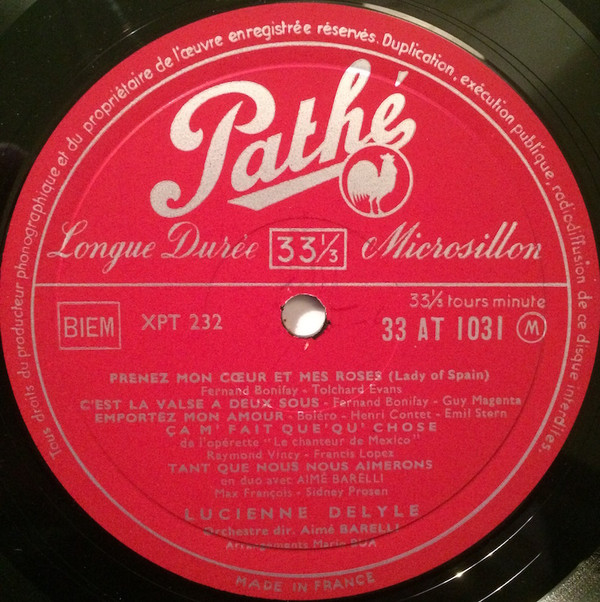 Tous droits du producteur phonographique et du propriétaire de l'œuvre enregistrée réservés. Duplication, exécution publique, radio-diffusion de ce disque interdites.
Pathé
Longue Durée 33⅓ Microsillon
33⅓ tours minute
BIEM XPT 232 33 AT 1031 M
PRENEZ MON CŒUR ET MES ROSES (Lady of Spain)
Fernand Bonifay - Tolchard Evans
C'EST LA VALSE A DEUX SOUS - Fernand Bonifay - Guy Magenta
EMPORTEZ MON AMOUR - Boléro - Henri Contet - Emil Stern
ÇA M' FAIT QUE'QU' CHOSE
de l'opérette "Le chanteur de Mexico"
Raymond Vincy - Francis Lopez
TANT QUE NOUS NOUS AIMERONS
en duo avec AIMÉ BARELLI
Max François - Sidney Prosen
LUCIENNE DELYLE
Orchestre dir. Aimé BARELLI
Arrangements Mario BUA
MADE IN FRANCE